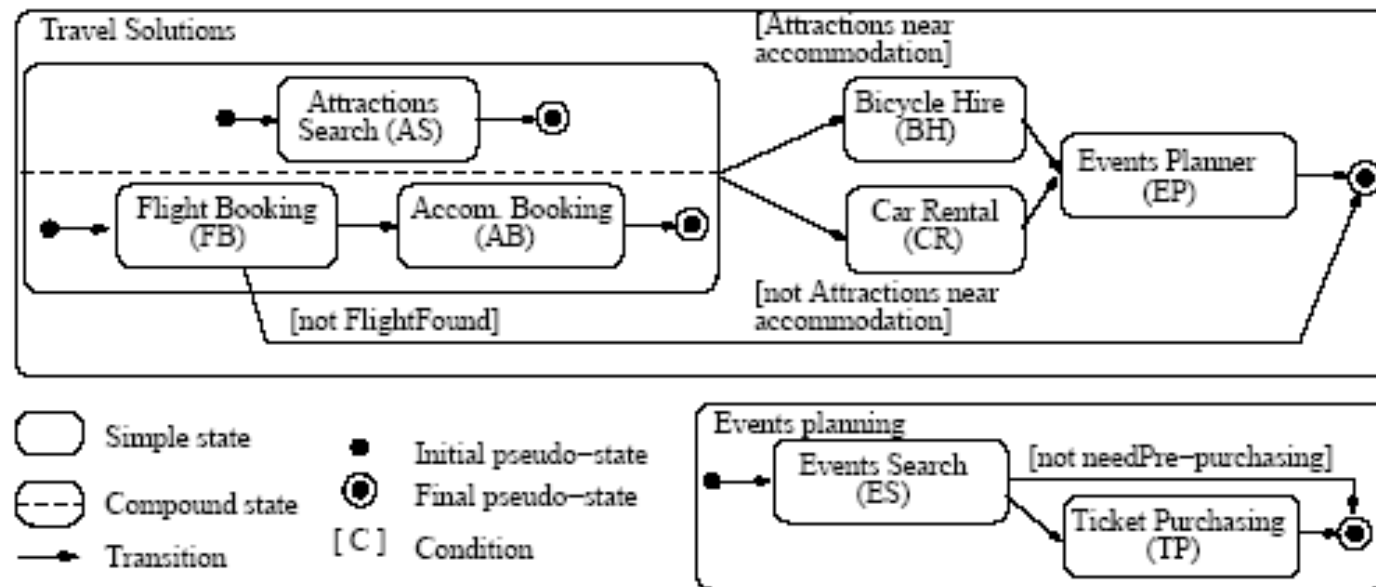 Travel Solutions
[Attractions near
accommodation]
Attractions
Search (AS)
Bicycle Hire
(BH)
Events Planner
(EP)
Flight Booking
(FB)
Accom. Booking
(AB)
Car Rental
(CR)
[not FlightFound]
[not Attractions near
accommodation]
Simple state
Compound state
Transition
Initial pseudo-state
Final pseudo-state
[ C ] Condition
Events planning
Events Search
(ES)
[not needPre-purchasing]
Ticket Purchasing
(TP)